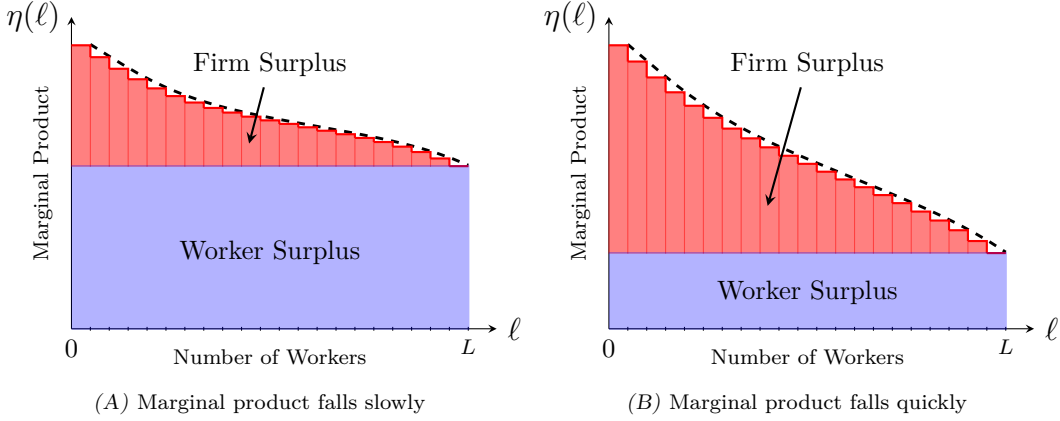 η(ℓ)
Marginal Product
Firm Surplus
Worker Surplus
0
Number of Workers
L
ℓ
(A) Marginal product falls slowly
η(ℓ)
Marginal Product
Firm Surplus
Worker Surplus
0
Number of Workers
L
ℓ
(B) Marginal product falls quickly